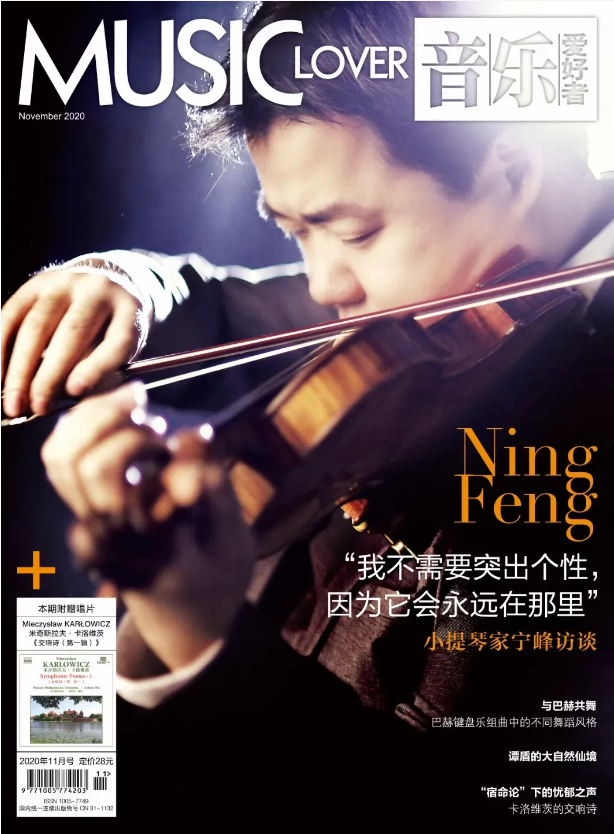 MUSIC LOVER 音乐 爱好者
November 2020
Ning
Feng
“我不需要突出个性，
因为它会永远在那里”
小提琴家宁峰访谈
+
本期附赠唱片
Mieczysław KARŁOWICZ
米奇斯拉夫·卡洛维茨
《交响诗（第一辑）》
KARŁOWICZ
Symphonic Poems · 1
2020年11月号 定价28元
11>
9 771005 774203
ISSN 1005-7749
国内统一连续出版物号 CN 31-1132
与巴赫共舞
巴赫键盘乐组曲中的不同舞蹈风格
谭盾的大自然仙境
“宿命论”下的忧郁之声
卡洛维茨的交响诗